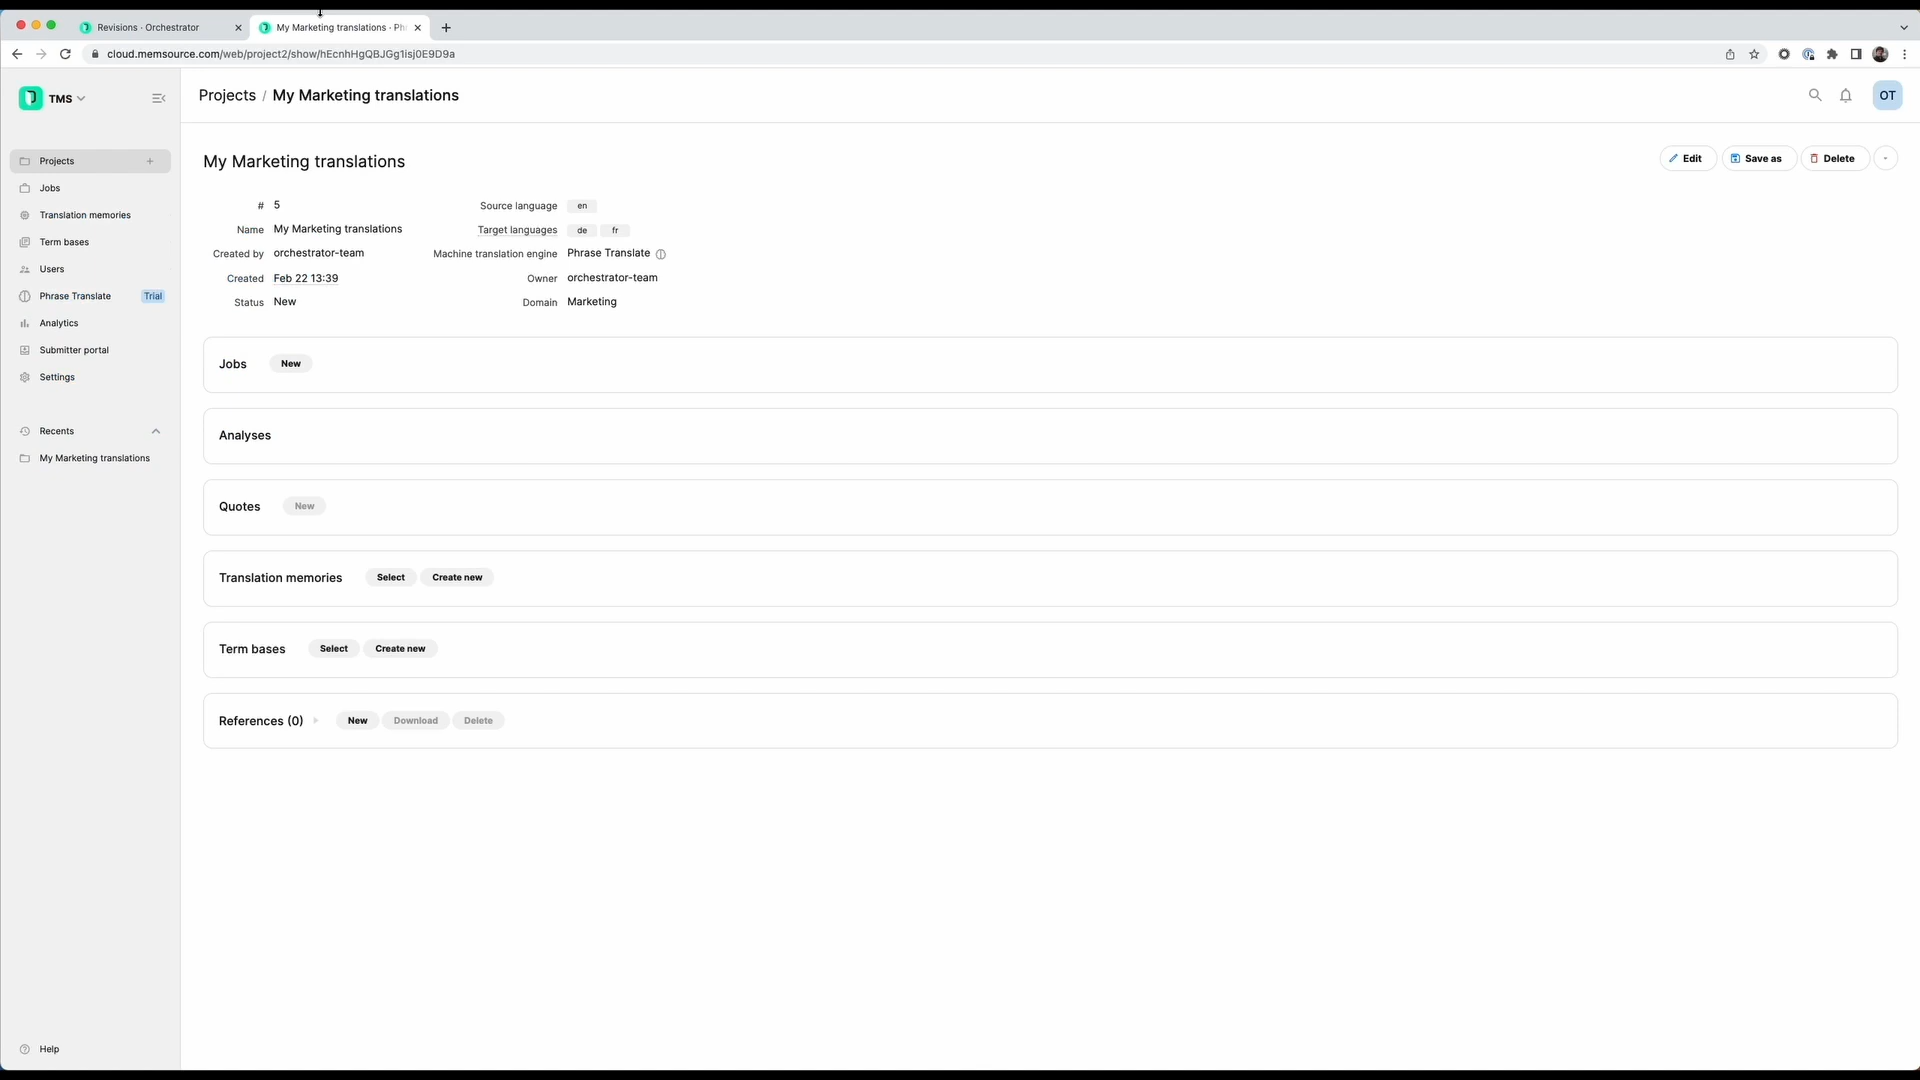 Revisions · Orchestrator
My Marketing translations · Ph
cloud.memsource.com/web/project2/show/hEcnhHgQBJGg1isj0E9D9a
TMS
Projects / My Marketing translations
OT
Projects
Jobs
Translation memories
Term bases
Users
Phrase Translate Trial
Analytics
Submitter portal
Settings
Recents
My Marketing translations
Help
My Marketing translations
Edit
Save as
Delete
# 5
Name My Marketing translations
Created by orchestrator-team
Created Feb 22 13:39
Status New
Source language en
Target languages de fr
Machine translation engine Phrase Translate
Owner orchestrator-team
Domain Marketing
Jobs New
Analyses
Quotes New
Translation memories Select Create new
Term bases Select Create new
References (0) New Download Delete